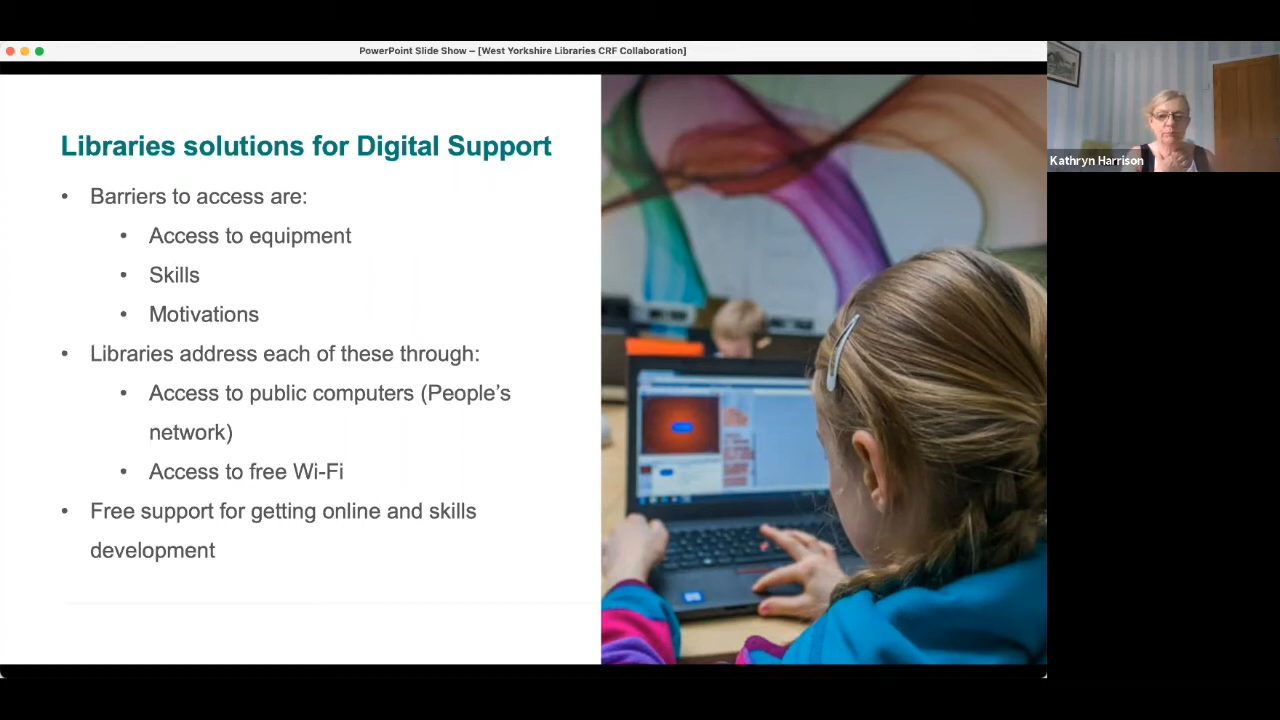 PowerPoint Slide Show – [West Yorkshire Libraries CRF Collaboration]
Libraries solutions for Digital Support
• Barriers to access are:
• Access to equipment
• Skills
• Motivations
• Libraries address each of these through:
• Access to public computers (People's
network)
• Access to free Wi-Fi
• Free support for getting online and skills
development
Kathryn Harrison